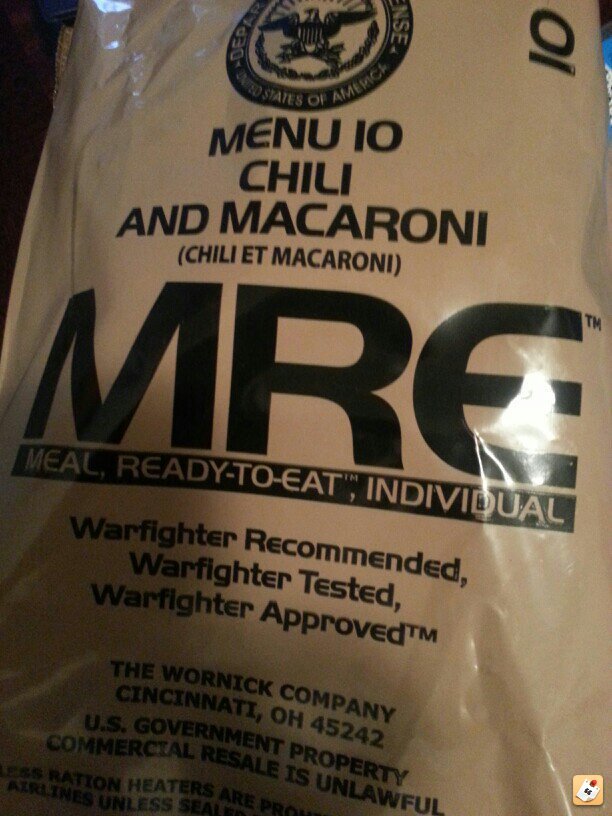 UNITED STATES OF AMERICA
10
MENU 10
CHILI
AND MACARONI
(CHILI ET MACARONI)
MRE™
MEAL, READY-TO-EAT™, INDIVIDUAL
Warfighter Recommended,
Warfighter Tested,
Warfighter Approved™
THE WORNICK COMPANY
CINCINNATI, OH 45242
U.S. GOVERNMENT PROPERTY
COMMERCIAL RESALE IS UNLAWFUL
RATION HEATERS ARE
AIRLINES UNLESS